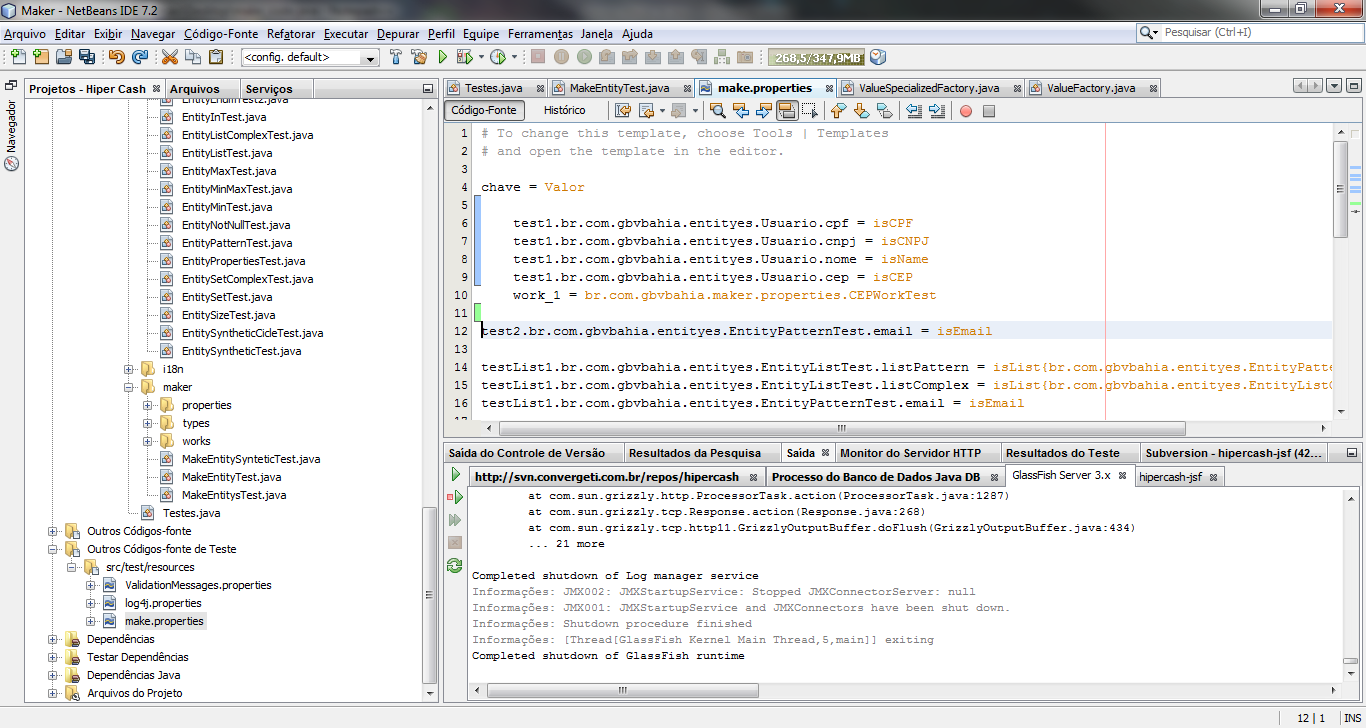 Maker - NetBeans IDE 7.2
Arquivo Editar Exibir Navegar Código-Fonte Refatorar Executar Depurar Perfil Equipe Ferramentas Janela Ajuda
Pesquisar (Ctrl+I)
<config. default>
268,5/347,9MB
Navegador
Projetos - Hiper Cash Arquivos Serviços
EntityInTest.java
EntityListComplexTest.java
EntityListTest.java
EntityMaxTest.java
EntityMinMaxTest.java
EntityMinTest.java
EntityNotNullTest.java
EntityPatternTest.java
EntityPropertiesTest.java
EntitySetComplexTest.java
EntitySetTest.java
EntitySizeTest.java
EntitySyntheticCicleTest.java
EntitySyntheticTest.java
i18n
maker
properties
types
works
MakeEntitySynteticTest.java
MakeEntityTest.java
MakeEntitysTest.java
Testes.java
Outros Códigos-fonte
Outros Códigos-fonte de Teste
src/test/resources
ValidationMessages.properties
log4j.properties
make.properties
Dependências
Testar Dependências
Dependências Java
Arquivos do Projeto
Testes.java MakeEntityTest.java make.properties ValueSpecializedFactory.java ValueFactory.java
Código-Fonte Histórico
1 # To change this template, choose Tools | Templates
2 # and open the template in the editor.
3
4 chave = Valor
5
6 test1.br.com.gbvbahia.entityes.Usuario.cpf = isCPF
7 test1.br.com.gbvbahia.entityes.Usuario.cnpj = isCNPJ
8 test1.br.com.gbvbahia.entityes.Usuario.nome = isName
9 test1.br.com.gbvbahia.entityes.Usuario.cep = isCEP
10 work_1 = br.com.gbvbahia.maker.properties.CEPWorkTest
11
12 test2.br.com.gbvbahia.entityes.EntityPatternTest.email = isEmail
13
14 testList1.br.com.gbvbahia.entityes.EntityListTest.listPattern = isList{br.com.gbvbahia.entityes.EntityPatte
15 testList1.br.com.gbvbahia.entityes.EntityListTest.listComplex = isList{br.com.gbvbahia.entityes.EntityListC
16 testList1.br.com.gbvbahia.entityes.EntityPatternTest.email = isEmail
Saída do Controle de Versão Resultados da Pesquisa Saída Monitor do Servidor HTTP Resultados do Teste Subversion - hipercash-jsf (42...
http://svn.convergeti.com.br/repos/hipercash Processo do Banco de Dados Java DB GlassFish Server 3.x hipercash-jsf
at com.sun.grizzly.http.ProcessorTask.action(ProcessorTask.java:1287)
at com.sun.grizzly.tcp.Response.action(Response.java:268)
at com.sun.grizzly.tcp.http11.GrizzlyOutputBuffer.doFlush(GrizzlyOutputBuffer.java:434)
... 21 more
Completed shutdown of Log manager service
Informações: JMX002: JMXStartupService: Stopped JMXConnectorServer: null
Informações: JMX001: JMXStartupService and JMXConnectors have been shut down.
Informações: Shutdown procedure finished
Informações: [Thread[GlassFish Kernel Main Thread,5,main]] exiting
Completed shutdown of GlassFish runtime
12 | 1 INS